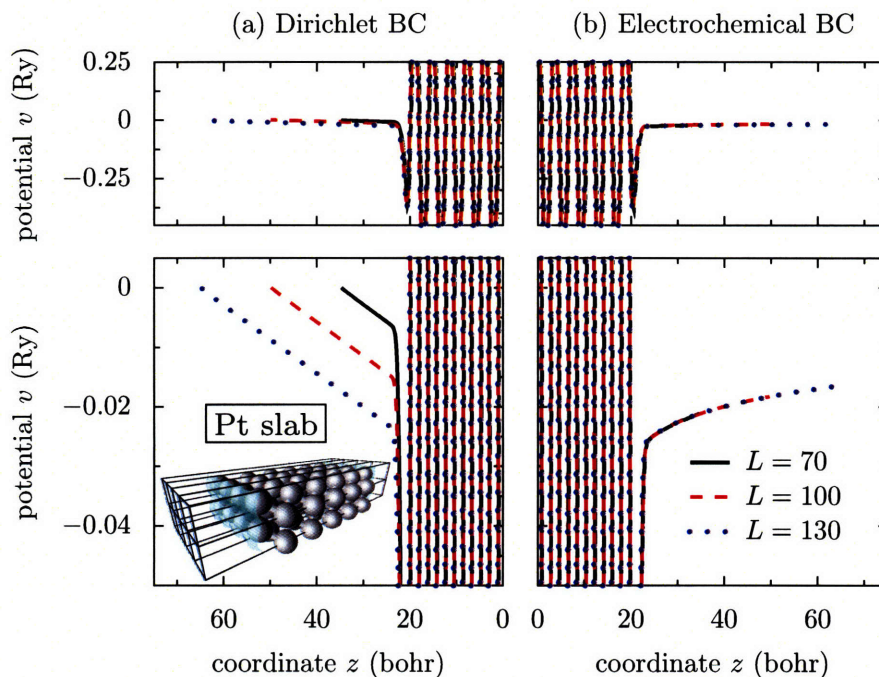 (a) Dirichlet BC
(b) Electrochemical BC
potential v (Ry)
0.25
0
−0.25
potential v (Ry)
0
−0.02
−0.04
Pt slab
L = 70
L = 100
L = 130
60 40 20 0
0 20 40 60
coordinate z (bohr)
coordinate z (bohr)